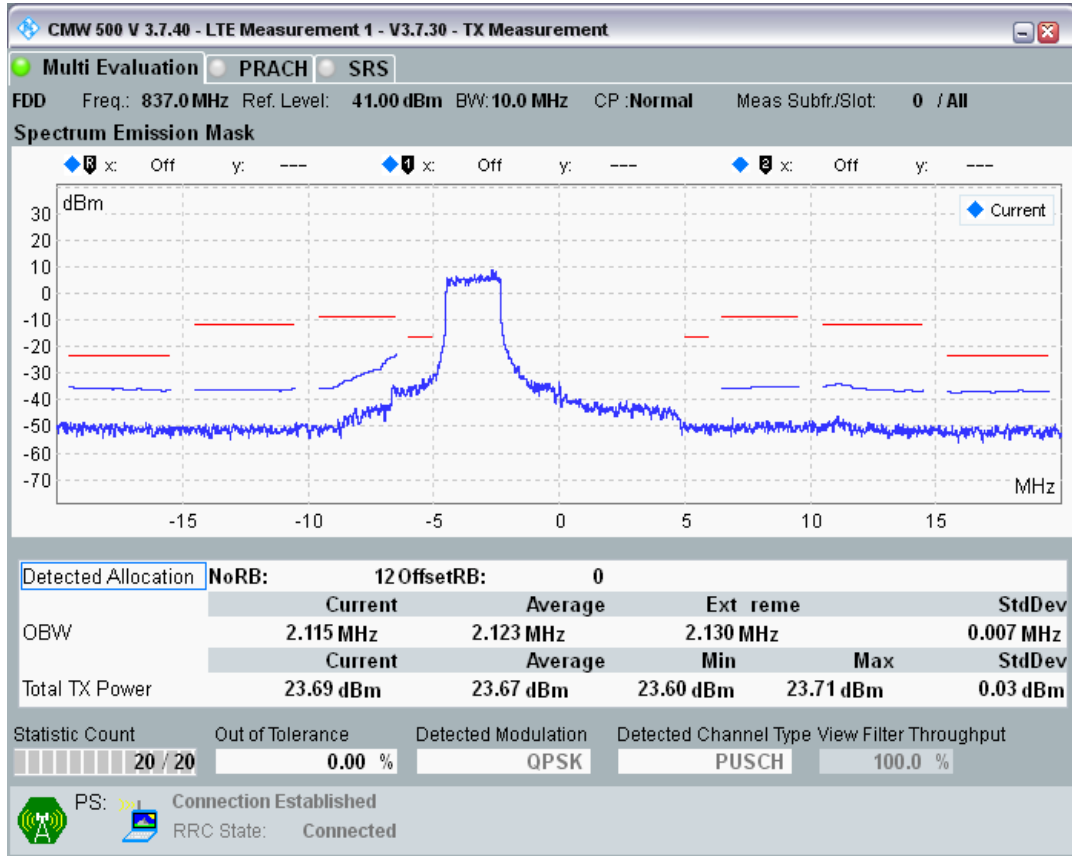 CMW 500 V 3.7.40 - LTE Measurement 1 - V3.7.30 - TX Measurement
Multi Evaluation PRACH SRS
FDD Freq.: 837.0 MHz Ref. Level: 41.00 dBm BW: 10.0 MHz CP :Normal Meas Subfr./Slot: 0 / All
Spectrum Emission Mask
R x: Off y: --- 1 x: Off y: --- 2 x: Off y: ---
dBm
Current
30
20
10
0
-10
-20
-30
-40
-50
-60
-70
MHz
-15 -10 -5 0 5 10 15
Detected Allocation NoRB: 12 OffsetRB: 0
Current Average Ext reme StdDev
OBW 2.115 MHz 2.123 MHz 2.130 MHz 0.007 MHz
Current Average Min Max StdDev
Total TX Power 23.69 dBm 23.67 dBm 23.60 dBm 23.71 dBm 0.03 dBm
Statistic Count Out of Tolerance Detected Modulation Detected Channel Type View Filter Throughput
20 / 20 0.00 % QPSK PUSCH 100.0 %
PS: Connection Established
RRC State: Connected